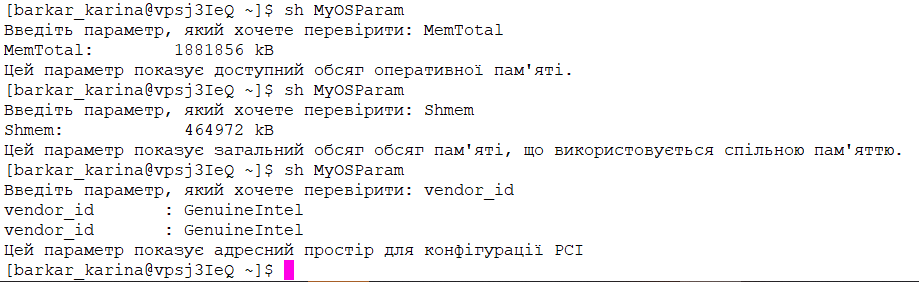 [barkar_karina@vpsj3IeQ ~]$ sh MyOSParam
Введіть параметр, який хочете перевірити: MemTotal
MemTotal:        1881856 kB
Цей параметр показує доступний обсяг оперативної пам'яті.
[barkar_karina@vpsj3IeQ ~]$ sh MyOSParam
Введіть параметр, який хочете перевірити: Shmem
Shmem:            464972 kB
Цей параметр показує загальний обсяг обсяг пам'яті, що використовується спільною пам'яттю.
[barkar_karina@vpsj3IeQ ~]$ sh MyOSParam
Введіть параметр, який хочете перевірити: vendor_id
vendor_id       : GenuineIntel
vendor_id       : GenuineIntel
Цей параметр показує адресний простір для конфігурації PCI
[barkar_karina@vpsj3IeQ ~]$